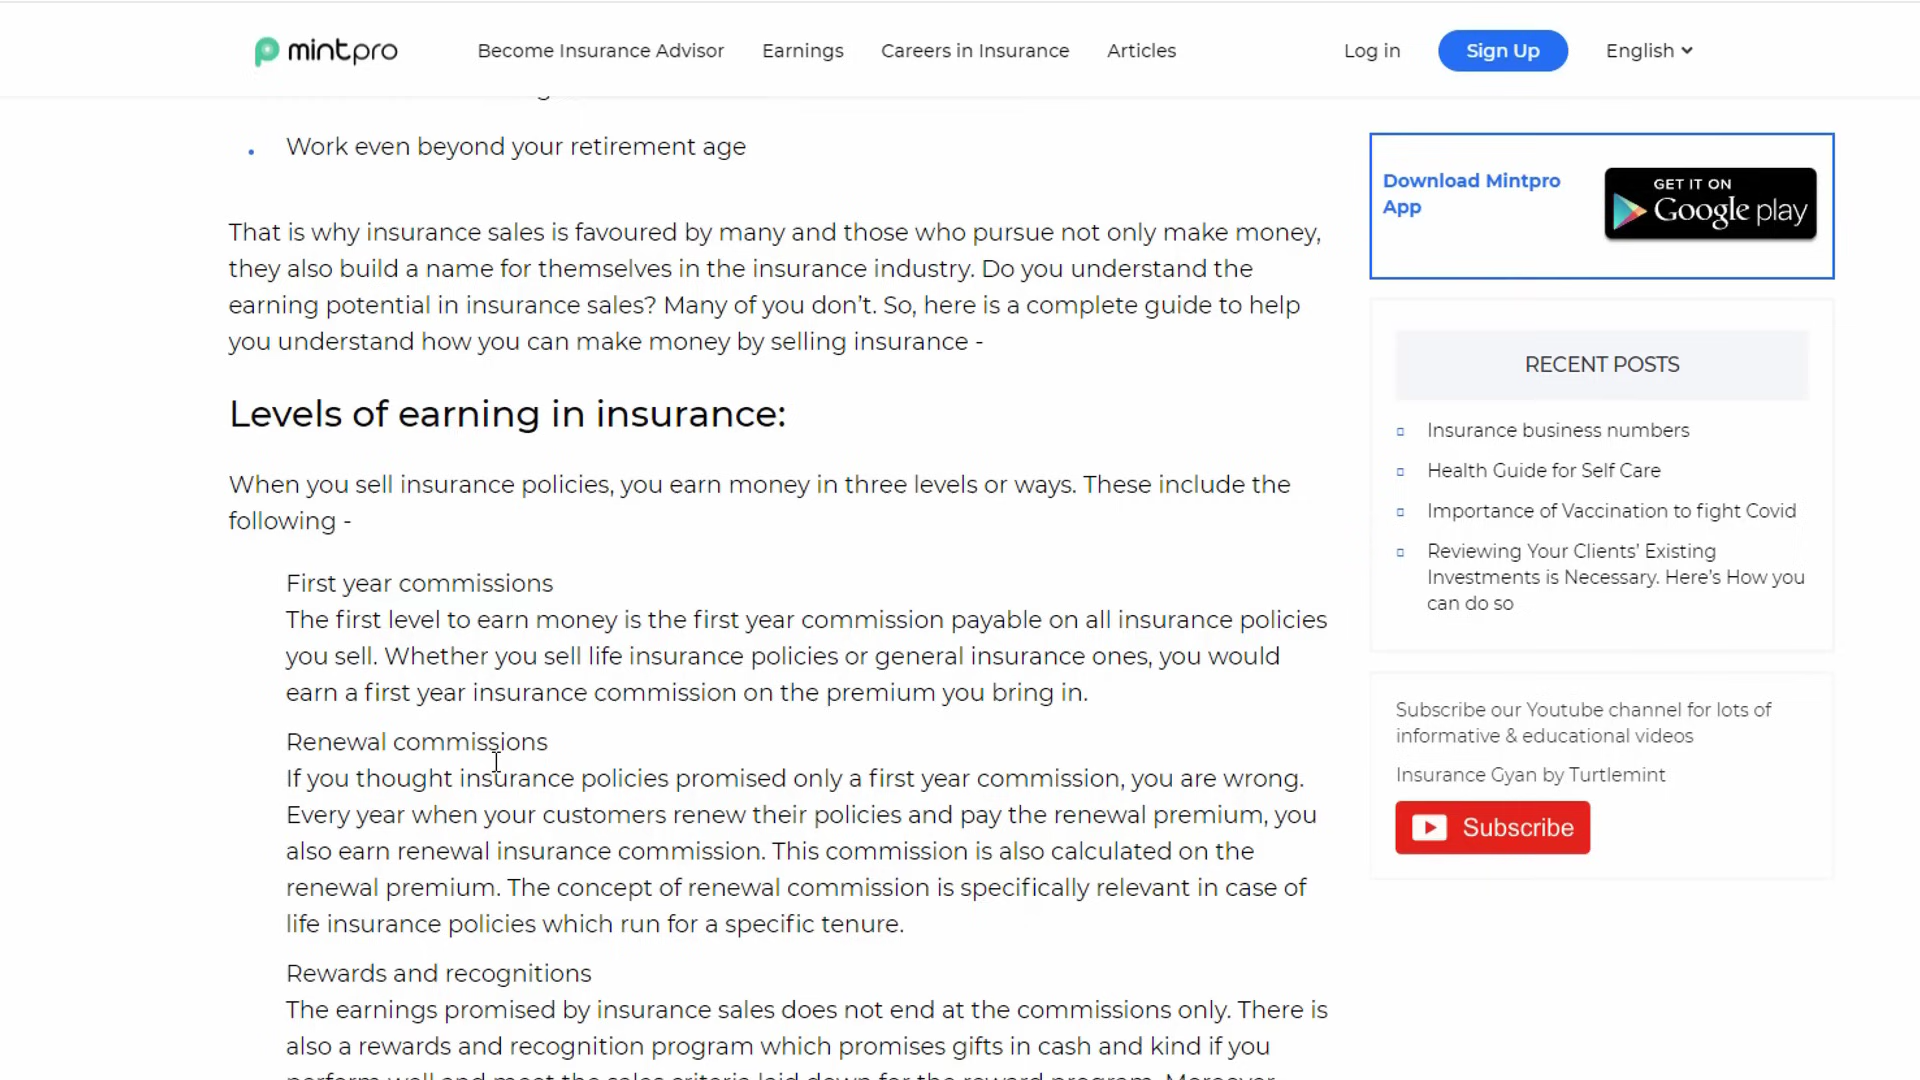 mintpro
Become Insurance Advisor
Earnings
Careers in Insurance
Articles
Log in
Sign Up
English
Work even beyond your retirement age
That is why insurance sales is favoured by many and those who pursue not only make money,
they also build a name for themselves in the insurance industry. Do you understand the
earning potential in insurance sales? Many of you don’t. So, here is a complete guide to help
you understand how you can make money by selling insurance -
Levels of earning in insurance:
When you sell insurance policies, you earn money in three levels or ways. These include the
following -
First year commissions
The first level to earn money is the first year commission payable on all insurance policies
you sell. Whether you sell life insurance policies or general insurance ones, you would
earn a first year insurance commission on the premium you bring in.
Renewal commissions
If you thought insurance policies promised only a first year commission, you are wrong.
Every year when your customers renew their policies and pay the renewal premium, you
also earn renewal insurance commission. This commission is also calculated on the
renewal premium. The concept of renewal commission is specifically relevant in case of
life insurance policies which run for a specific tenure.
Rewards and recognitions
The earnings promised by insurance sales does not end at the commissions only. There is
also a rewards and recognition program which promises gifts in cash and kind if you
perform well and meet the sales criteria laid down for the reward program. Moreover
Download Mintpro
App
GET IT ON
Google play
RECENT POSTS
Insurance business numbers
Health Guide for Self Care
Importance of Vaccination to fight Covid
Reviewing Your Clients’ Existing
Investments is Necessary. Here’s How you
can do so
Subscribe our Youtube channel for lots of
informative & educational videos
Insurance Gyan by Turtlemint
Subscribe